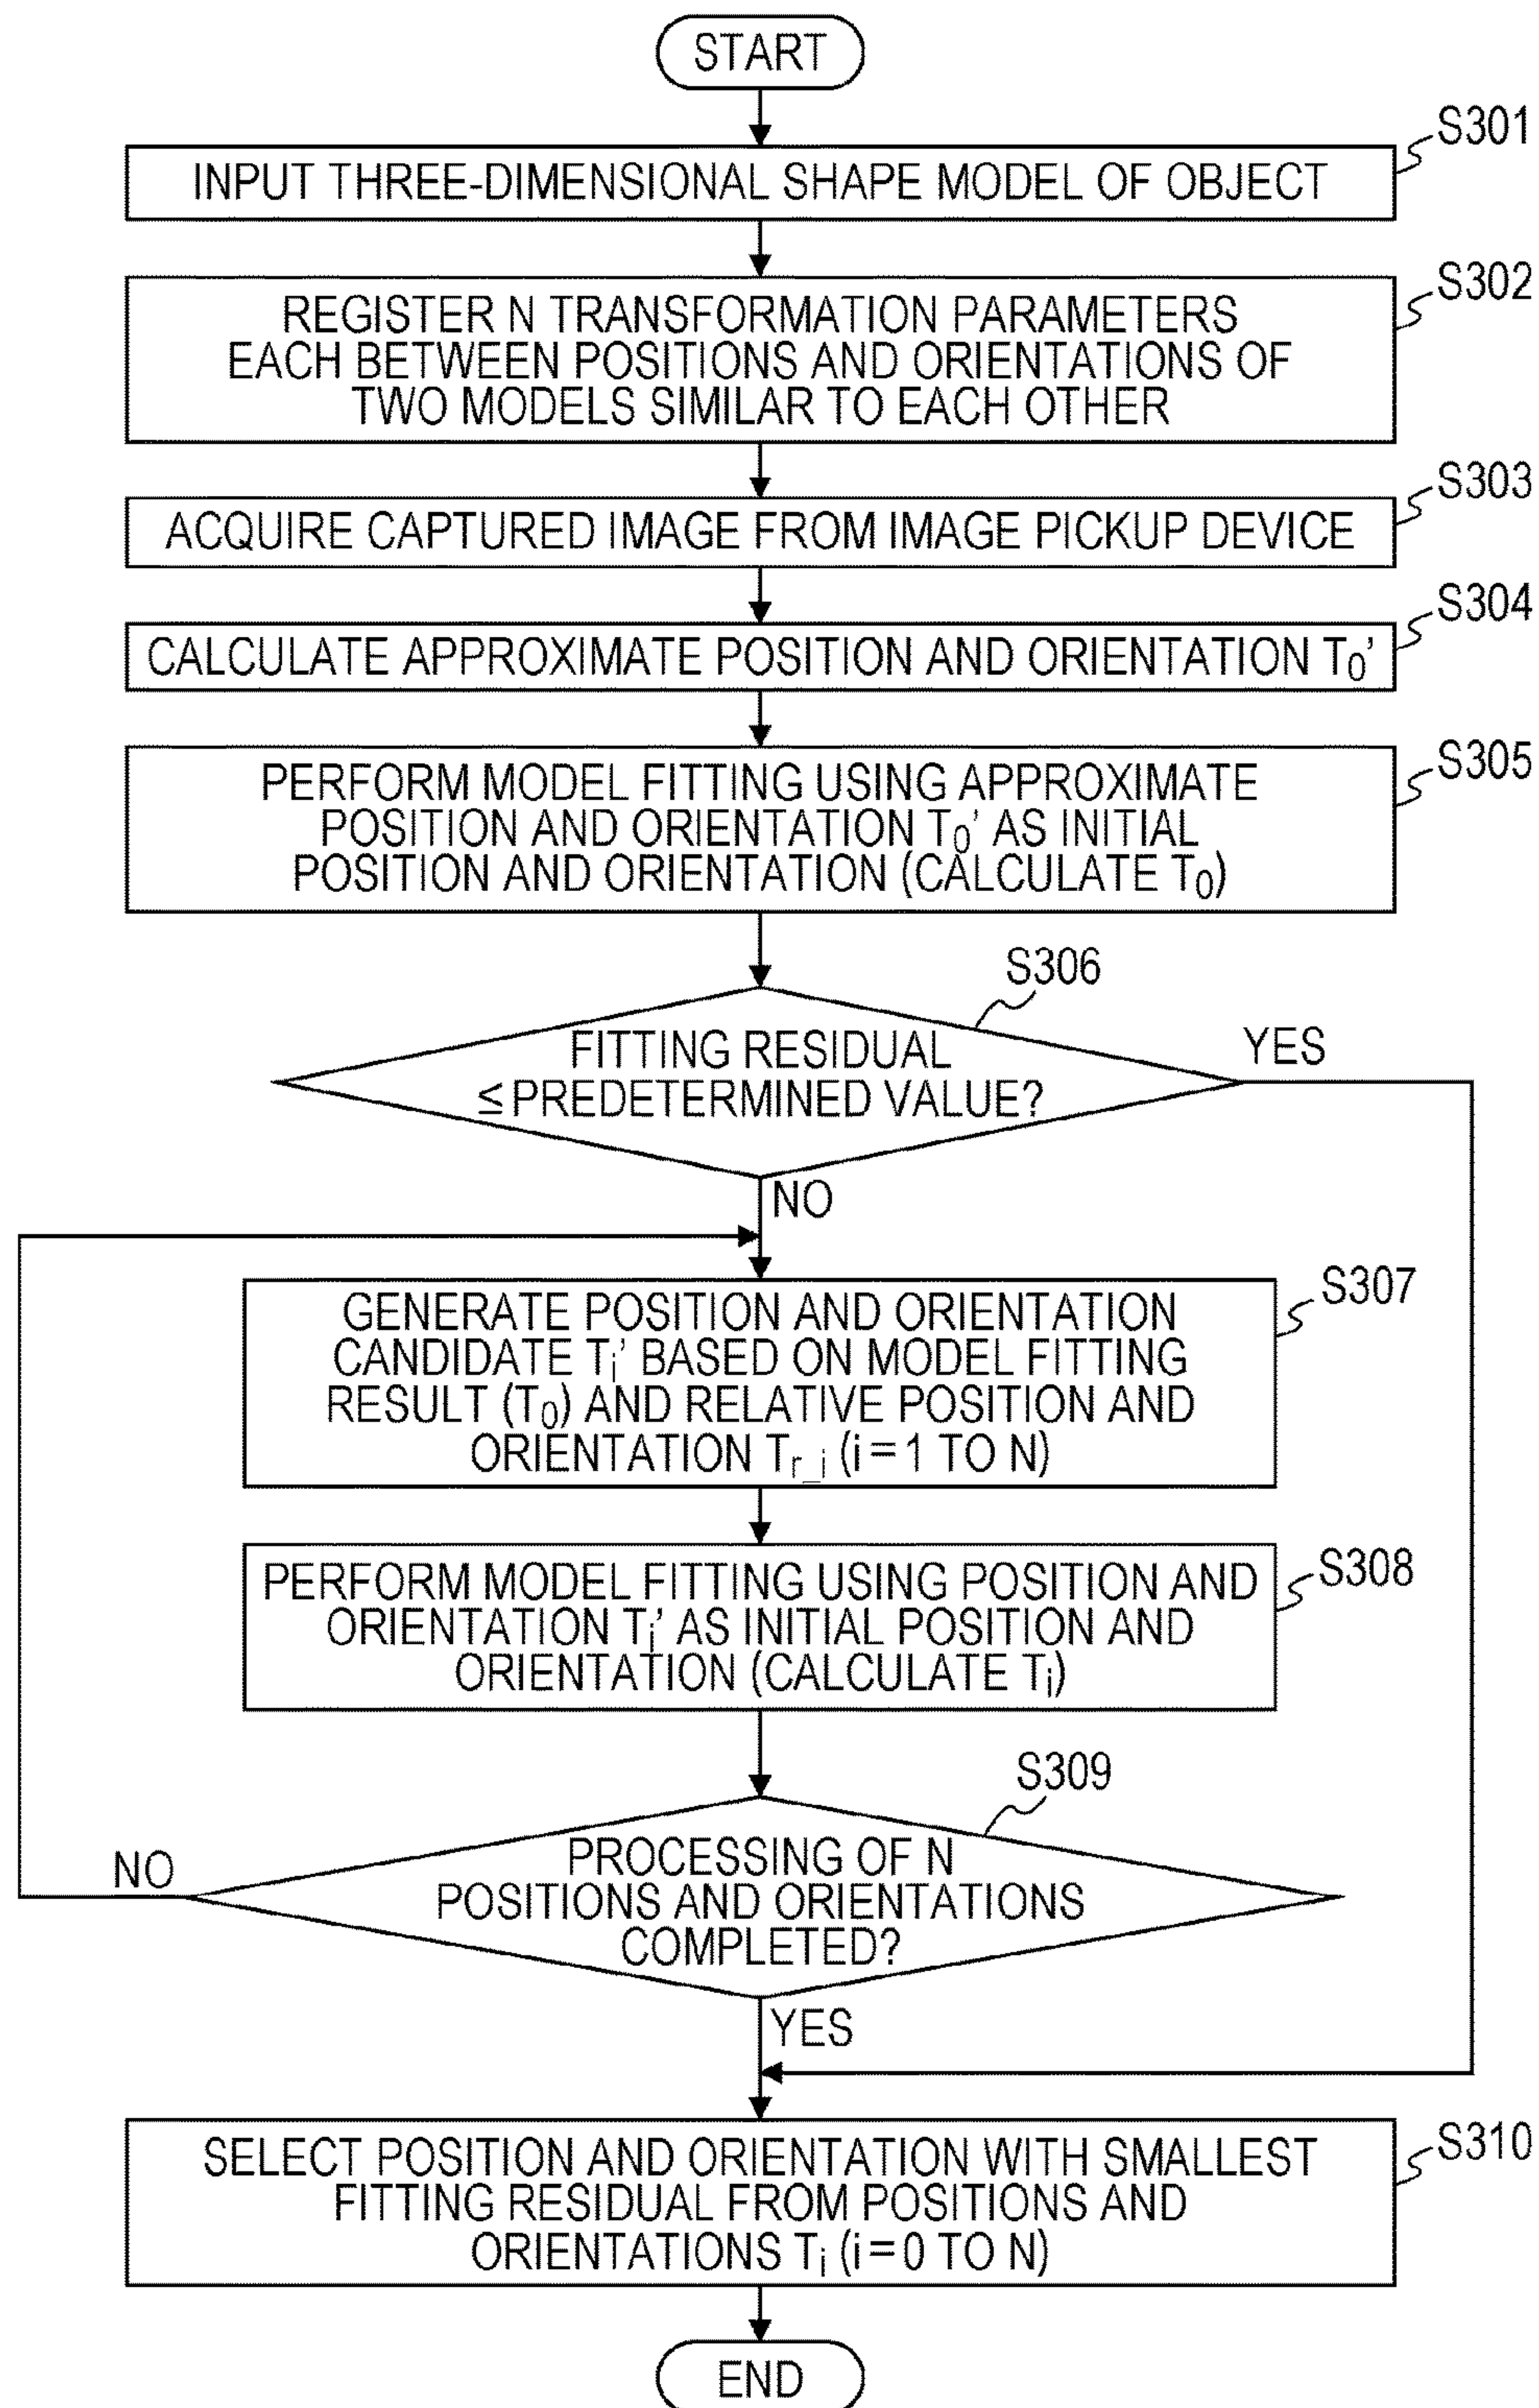 START
S301
INPUT THREE-DIMENSIONAL SHAPE MODEL OF OBJECT
S302
REGISTER N TRANSFORMATION PARAMETERS
EACH BETWEEN POSITIONS AND ORIENTATIONS OF
TWO MODELS SIMILAR TO EACH OTHER
S303
ACQUIRE CAPTURED IMAGE FROM IMAGE PICKUP DEVICE
S304
CALCULATE APPROXIMATE POSITION AND ORIENTATION T₀'
S305
PERFORM MODEL FITTING USING APPROXIMATE
POSITION AND ORIENTATION T₀' AS INITIAL
POSITION AND ORIENTATION (CALCULATE T₀)
S306
FITTING RESIDUAL
≤ PREDETERMINED VALUE?
YES
NO
S307
GENERATE POSITION AND ORIENTATION
CANDIDATE Tᵢ' BASED ON MODEL FITTING
RESULT (T₀) AND RELATIVE POSITION AND
ORIENTATION Tr_i (i = 1 TO N)
S308
PERFORM MODEL FITTING USING POSITION AND
ORIENTATION Tᵢ' AS INITIAL POSITION AND
ORIENTATION (CALCULATE Tᵢ)
S309
PROCESSING OF N
POSITIONS AND ORIENTATIONS
COMPLETED?
NO
YES
S310
SELECT POSITION AND ORIENTATION WITH SMALLEST
FITTING RESIDUAL FROM POSITIONS AND
ORIENTATIONS Tᵢ (i = 0 TO N)
END